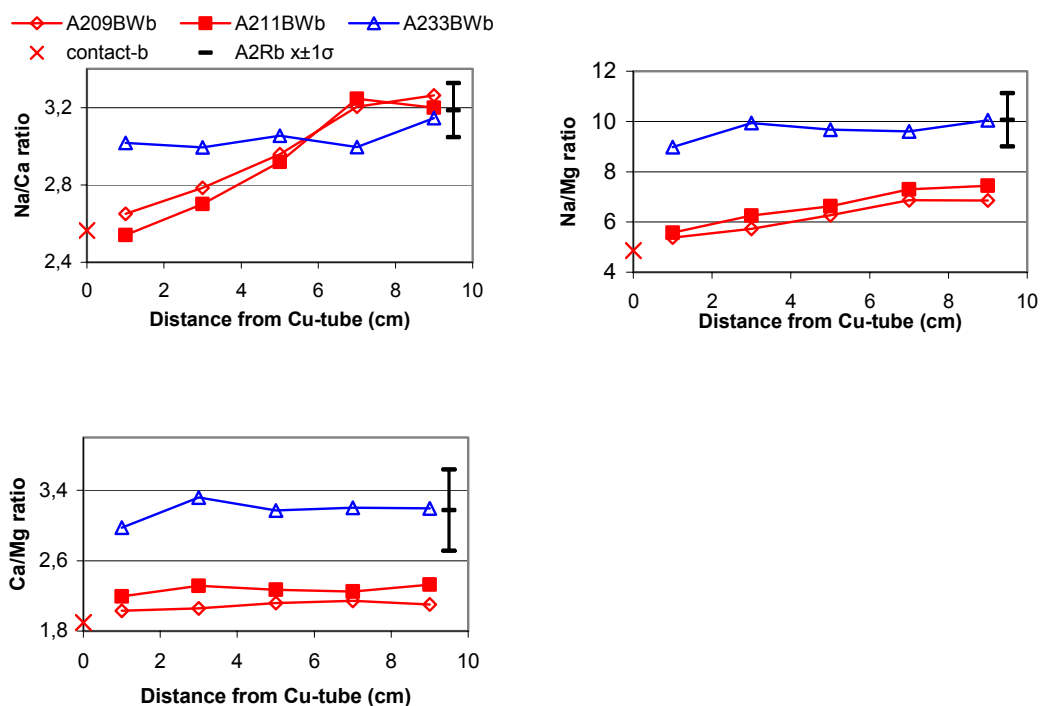 A209BWb A211BWb A233BWb
contact-b A2Rb x±1σ
Na/Ca ratio
3,2
2,8
2,4
0 2 4 6 8 10
Distance from Cu-tube (cm)
Na/Mg ratio
12
10
8
6
4
0 2 4 6 8 10
Distance from Cu-tube (cm)
Ca/Mg ratio
3,4
2,6
1,8
0 2 4 6 8 10
Distance from Cu-tube (cm)